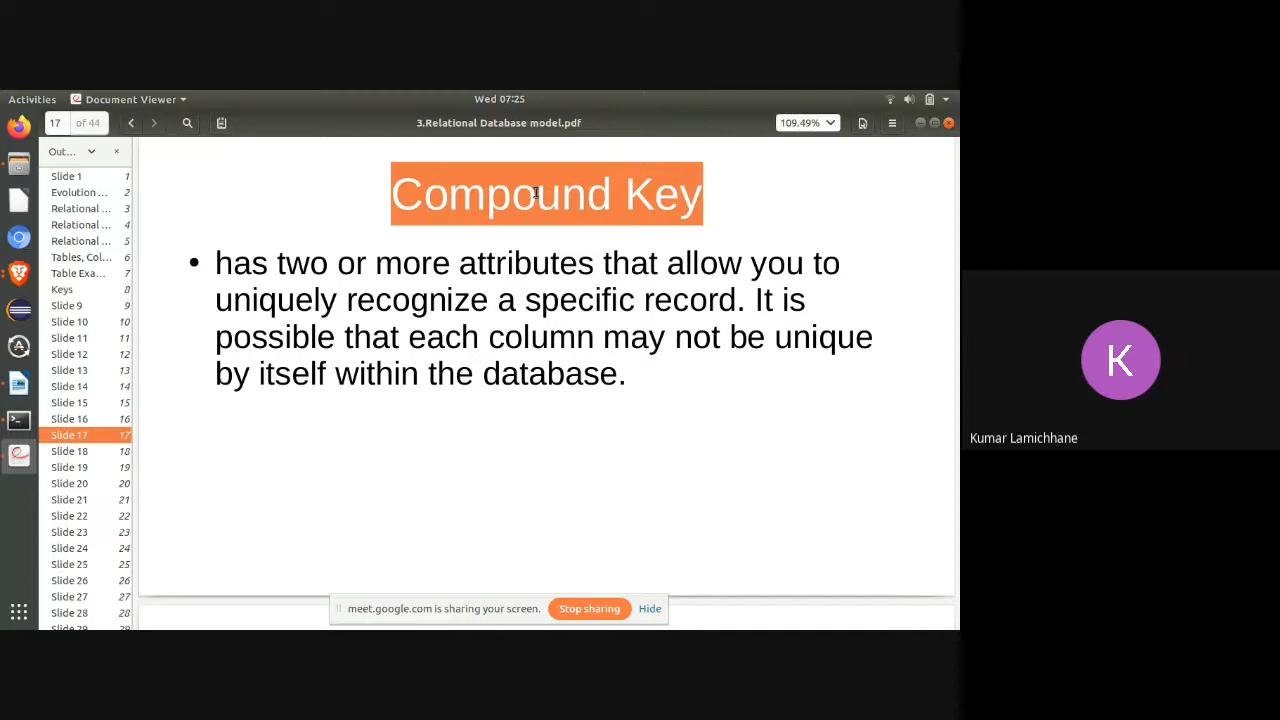 Activities Document Viewer Wed 07:25
17 of 44 3.Relational Database model.pdf 109.49%
Out... ×
Slide 1 1
Evolution ... 2
Relational ... 3
Relational ... 4
Relational ... 5
Tables, Col... 6
Table Exa... 7
Keys 8
Slide 9 9
Slide 10 10
Slide 11 11
Slide 12 12
Slide 13 13
Slide 14 14
Slide 15 15
Slide 16 16
Slide 17 17
Slide 18 18
Slide 19 19
Slide 20 20
Slide 21 21
Slide 22 22
Slide 23 23
Slide 24 24
Slide 25 25
Slide 26 26
Slide 27 27
Slide 28 28
Slide 29 29
Compound Key
• has two or more attributes that allow you to
uniquely recognize a specific record. It is
possible that each column may not be unique
by itself within the database.
meet.google.com is sharing your screen. Stop sharing Hide
K
Kumar Lamichhane